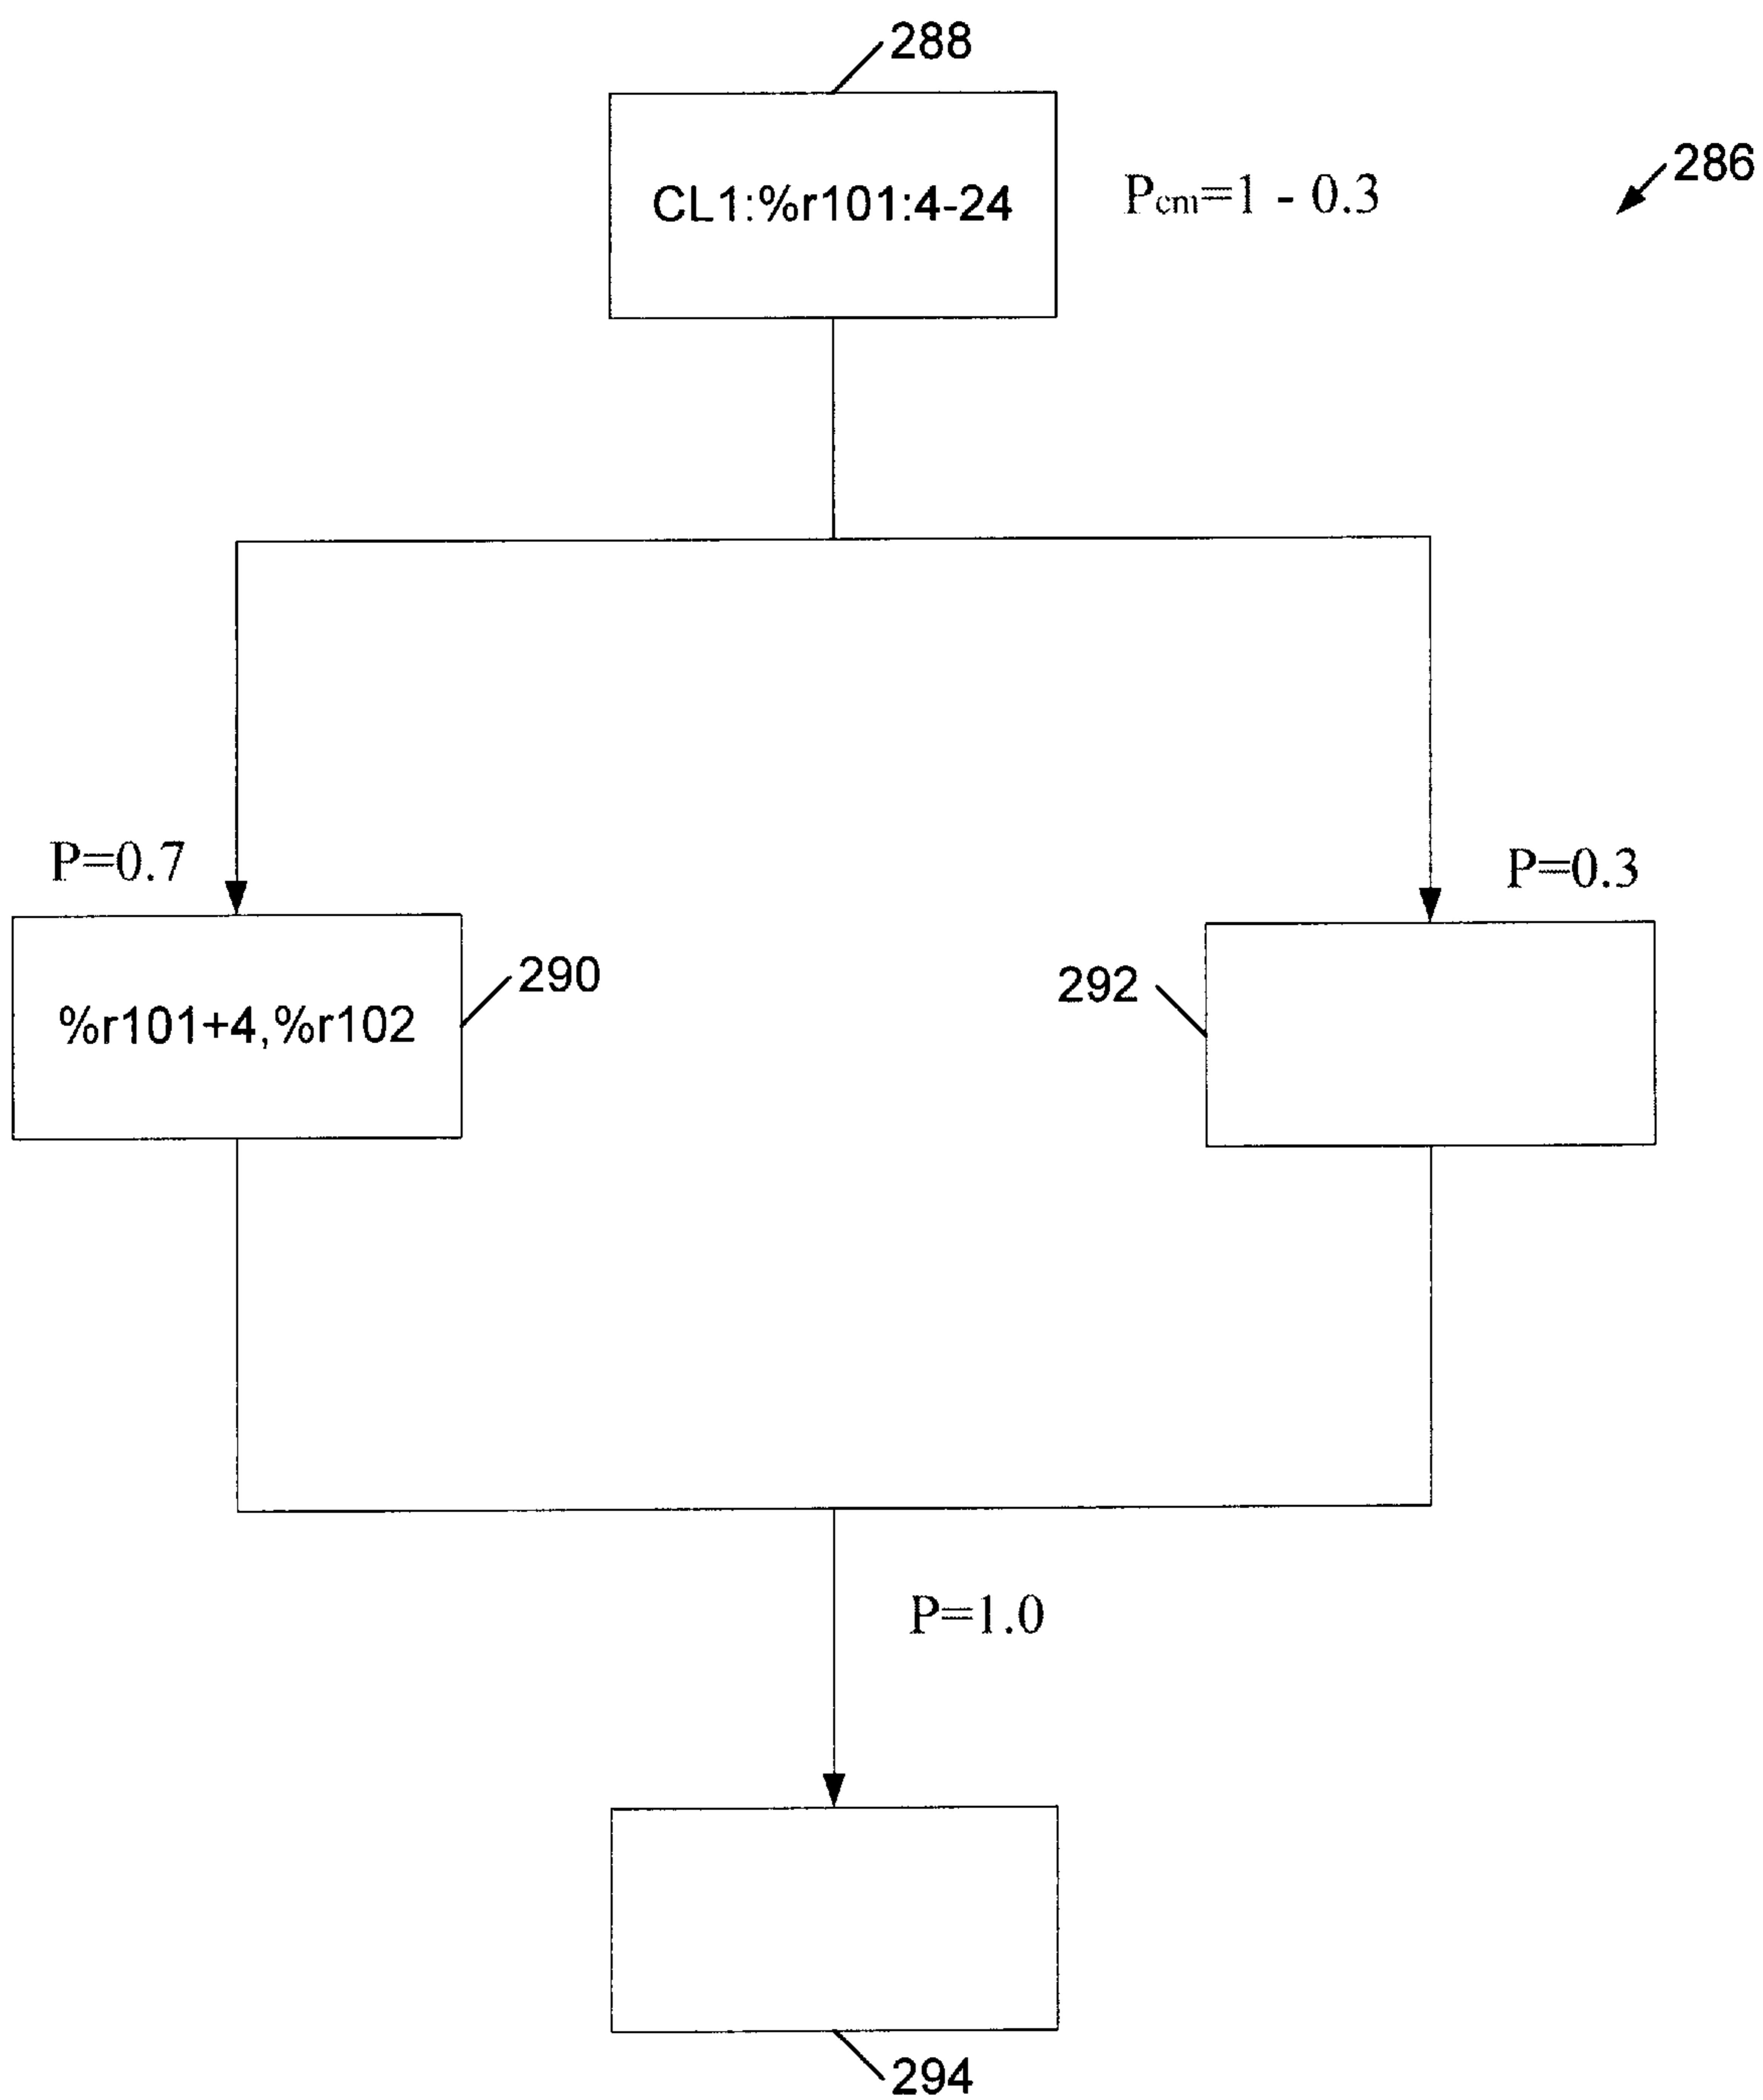 288
286
CL1:%r101:4-24
Pcm=1 - 0.3
P=0.7
P=0.3
290
292
%r101+4,%r102
P=1.0
294